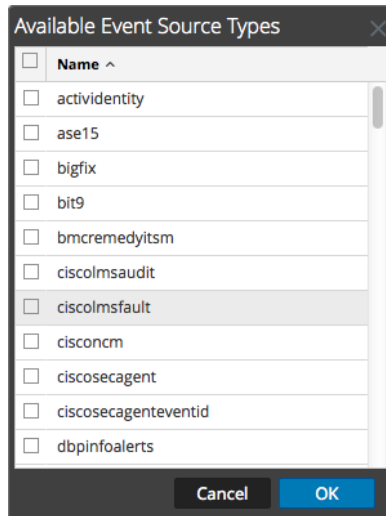 Available Event Source Types
Name
actividentity
ase15
bigfix
bit9
bmcremedyitsm
ciscolmsaudit
ciscolmsfault
cisconcm
ciscosecagent
ciscosecagenteventid
dbpinfoalerts
Cancel OK